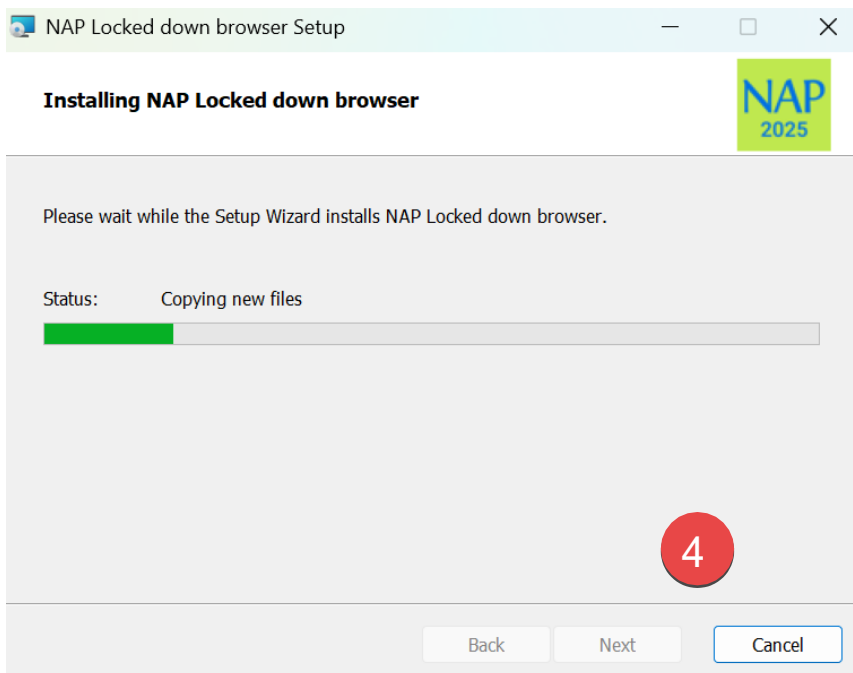 NAP Locked down browser Setup
Installing NAP Locked down browser
NAP
2025
Please wait while the Setup Wizard installs NAP Locked down browser.
Status: Copying new files
4
Back Next Cancel